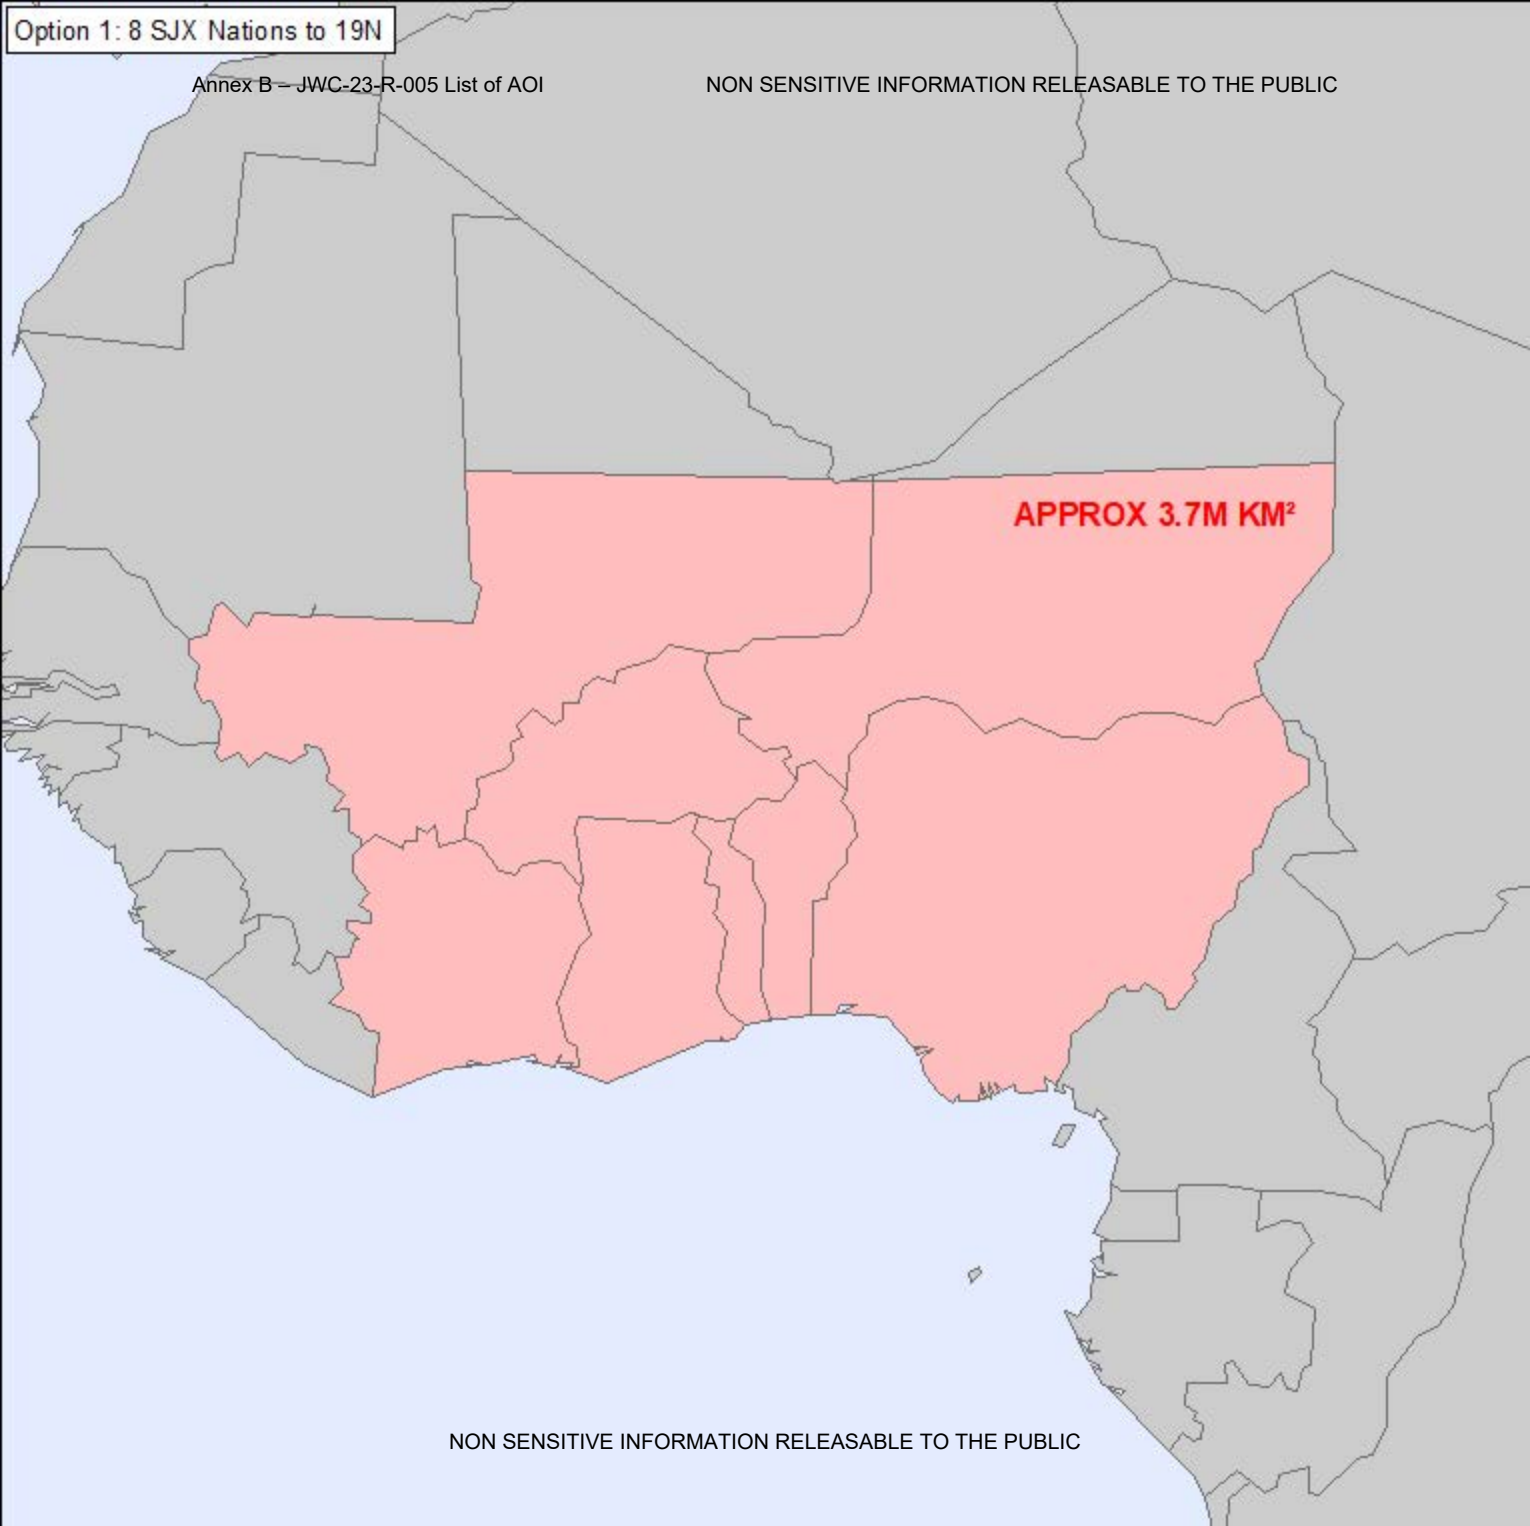 Option 1: 8 SJX Nations to 19N
Annex B – JWC-23-R-005 List of AOI
NON SENSITIVE INFORMATION RELEASABLE TO THE PUBLIC
APPROX 3.7M KM²
NON SENSITIVE INFORMATION RELEASABLE TO THE PUBLIC